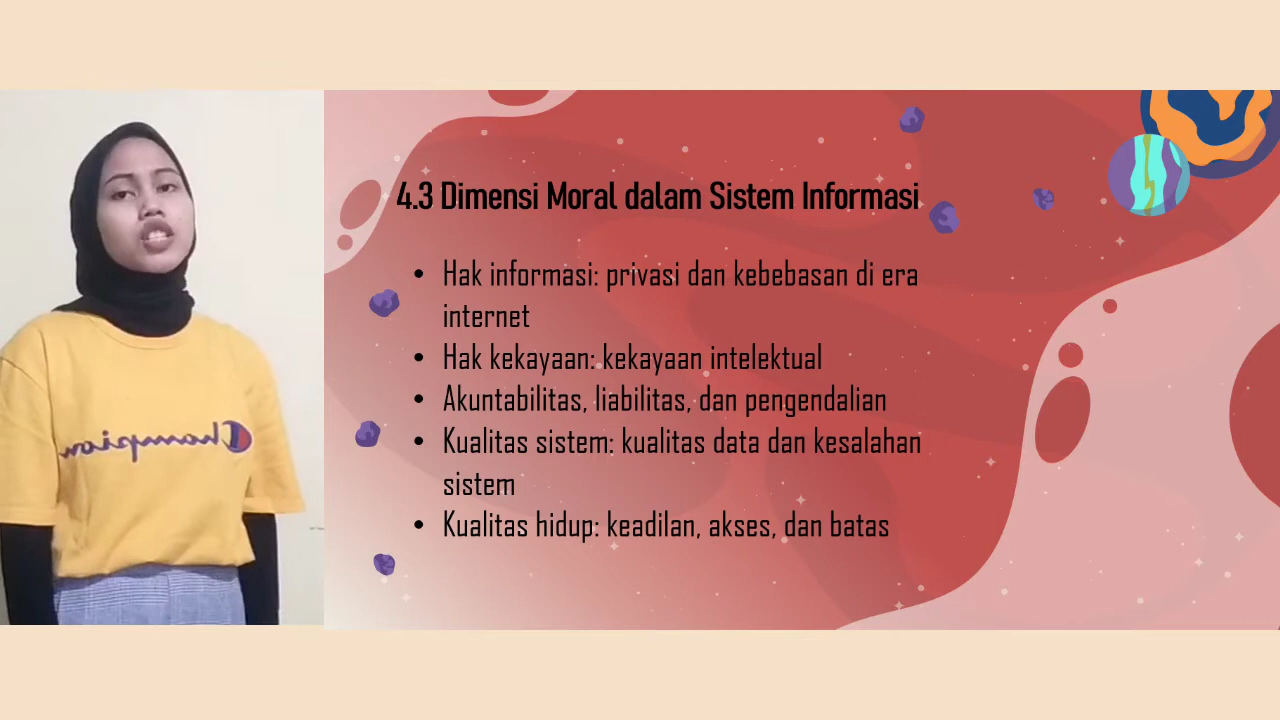 4.3 Dimensi Moral dalam Sistem Informasi
• Hak informasi: privasi dan kebebasan di era
internet
• Hak kekayaan: kekayaan intelektual
• Akuntabilitas, liabilitas, dan pengendalian
• Kualitas sistem: kualitas data dan kesalahan
sistem
• Kualitas hidup: keadilan, akses, dan batas
Champion